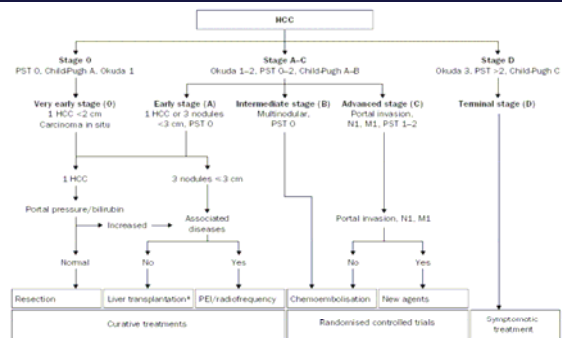 HCC
Stage 0
PST 0, Child-Pugh A, Okuda 1
Stage A–C
Okuda 1–2, PST 0–2, Child-Pugh A–B
Stage D
Okuda 3, PST >2, Child-Pugh C
Very early stage (0)
1 HCC <2 cm
Carcinoma in situ
Early stage (A)
1 HCC or 3 nodules
<3 cm, PST 0
Intermediate stage (B)
Multinodular,
PST 0
Advanced stage (C)
Portal invasion,
N1, M1, PST 1–2
Terminal stage (D)
1 HCC
3 nodules ≤3 cm
Portal pressure/bilirubin
Increased
Associated
diseases
Portal invasion, N1, M1
Normal
No
Yes
No
Yes
Resection
Liver transplantation*
PEI/radiofrequency
Chemoembolisation
New agents
Curative treatments
Randomised controlled trials
Symptomatic
treatment